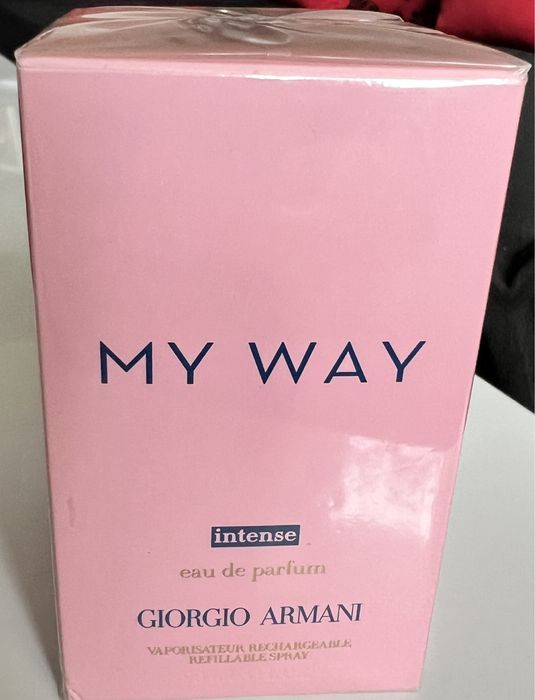 MY WAY
intense
eau de parfum
GIORGIO ARMANI
VAPORISATEUR RECHARGEABLE
REFILLABLE SPRAY